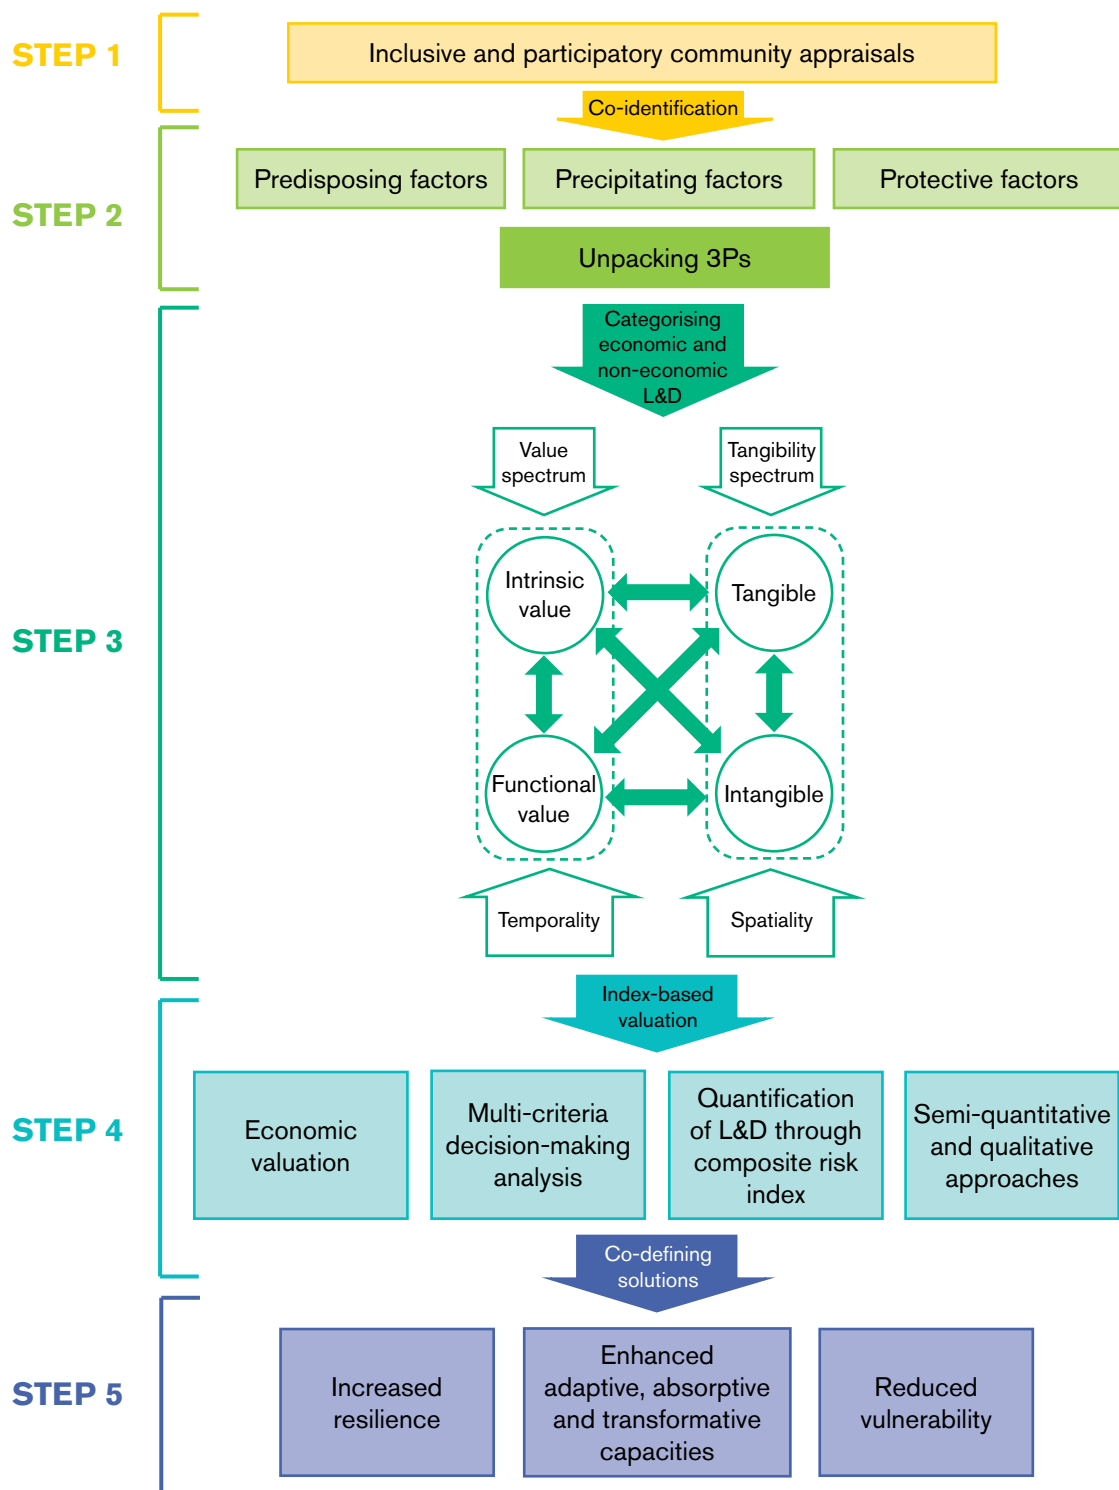 STEP 1
Inclusive and participatory community appraisals
Co-identification
STEP 2
Predisposing factors
Precipitating factors
Protective factors
Unpacking 3Ps
STEP 3
Categorising
economic and
non-economic
L&D
Value
spectrum
Tangibility
spectrum
Intrinsic
value
Tangible
Functional
value
Intangible
Temporality
Spatiality
Index-based
valuation
STEP 4
Economic
valuation
Multi-criteria
decision-making
analysis
Quantification
of L&D through
composite risk
index
Semi-quantitative
and qualitative
approaches
Co-defining
solutions
STEP 5
Increased
resilience
Enhanced
adaptive, absorptive
and transformative
capacities
Reduced
vulnerability